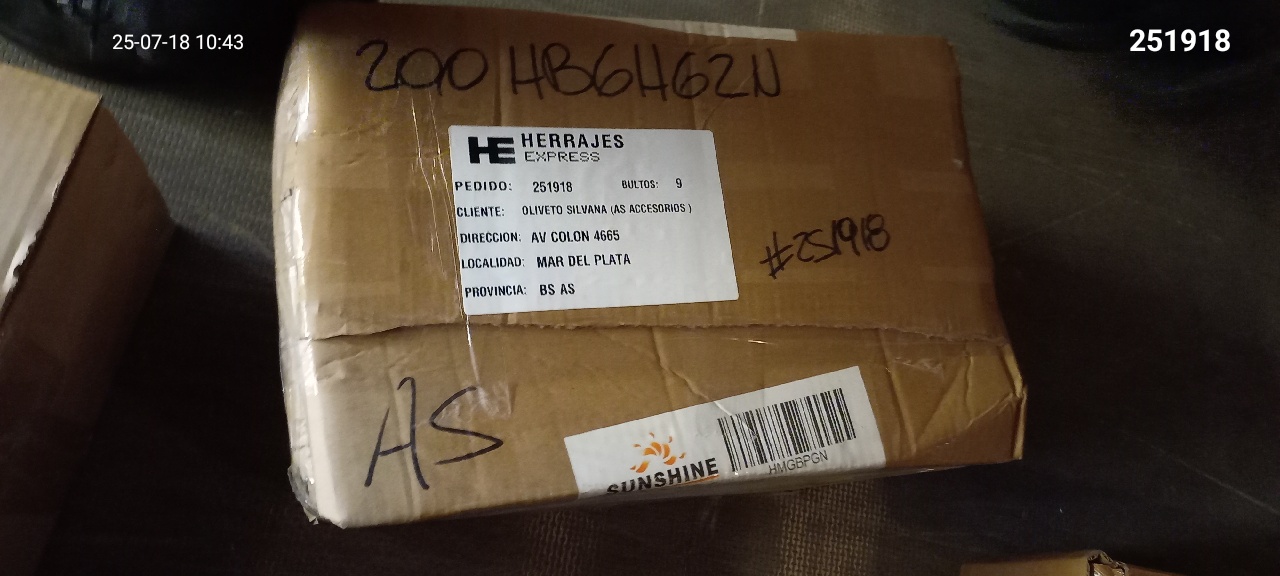 25-07-18 10:43
251918
200 HB6H62N
HE HERRAJES
EXPRESS
PEDIDO: 251918 BULTOS: 9
CLIENTE: OLIVETO SILVANA (AS ACCESORIOS )
DIRECCION: AV COLON 4665
LOCALIDAD: MAR DEL PLATA
PROVINCIA: BS AS
#251918
AS
SUNSHINE
HMGBPGN